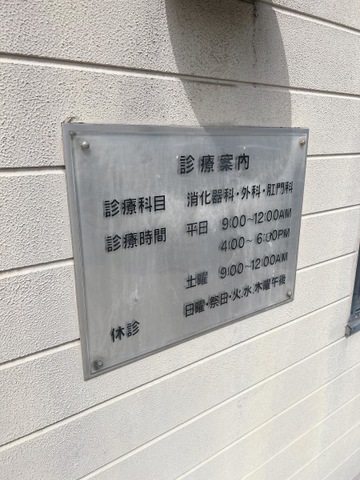 診療案内
診療科目 消化器科・外科・肛門科
診療時間 平日 9:00~12:00AM
4:00~6:00PM
土曜 9:00~12:00AM
休診 日曜・祭日・火.水.木曜午後